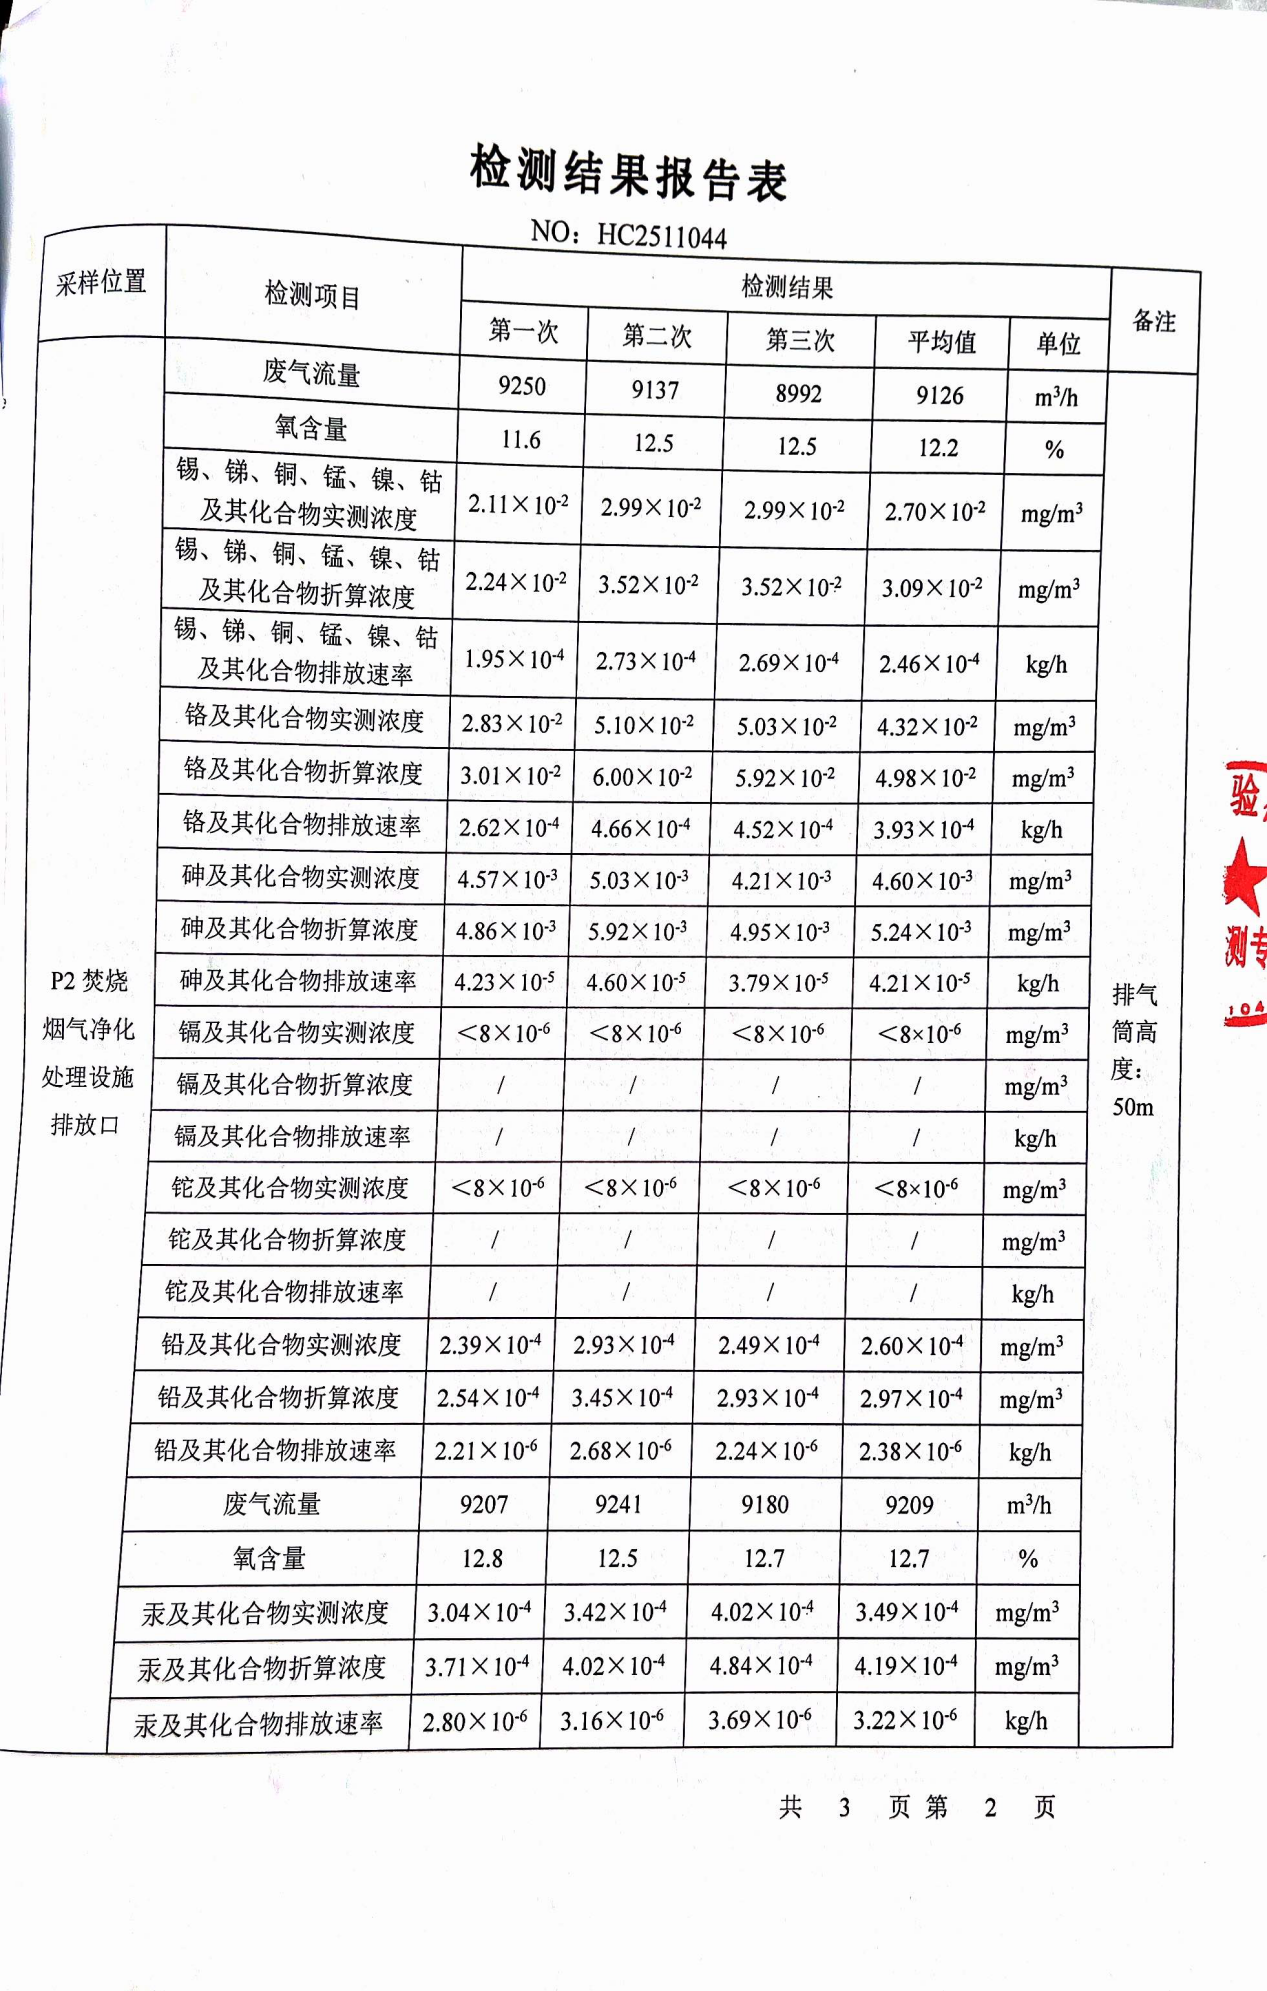 检测结果报告表
NO：HC2511044
采样位置 检测项目 检测结果 备注
第一次 第二次 第三次 平均值 单位
废气流量 9250 9137 8992 9126 m³/h
氧含量 11.6 12.5 12.5 12.2 %
锡、锑、铜、锰、镍、钴
及其化合物实测浓度 2.11×10⁻² 2.99×10⁻² 2.99×10⁻² 2.70×10⁻² mg/m³
锡、锑、铜、锰、镍、钴
及其化合物折算浓度 2.24×10⁻² 3.52×10⁻² 3.52×10⁻² 3.09×10⁻² mg/m³
锡、锑、铜、锰、镍、钴
及其化合物排放速率 1.95×10⁻⁴ 2.73×10⁻⁴ 2.69×10⁻⁴ 2.46×10⁻⁴ kg/h
铬及其化合物实测浓度 2.83×10⁻² 5.10×10⁻² 5.03×10⁻² 4.32×10⁻² mg/m³
铬及其化合物折算浓度 3.01×10⁻² 6.00×10⁻² 5.92×10⁻² 4.98×10⁻² mg/m³
铬及其化合物排放速率 2.62×10⁻⁴ 4.66×10⁻⁴ 4.52×10⁻⁴ 3.93×10⁻⁴ kg/h
砷及其化合物实测浓度 4.57×10⁻³ 5.03×10⁻³ 4.21×10⁻³ 4.60×10⁻³ mg/m³
砷及其化合物折算浓度 4.86×10⁻³ 5.92×10⁻³ 4.95×10⁻³ 5.24×10⁻³ mg/m³
砷及其化合物排放速率 4.23×10⁻⁵ 4.60×10⁻⁵ 3.79×10⁻⁵ 4.21×10⁻⁵ kg/h
镉及其化合物实测浓度 ＜8×10⁻⁶ ＜8×10⁻⁶ ＜8×10⁻⁶ ＜8×10⁻⁶ mg/m³
镉及其化合物折算浓度 / / / / mg/m³
镉及其化合物排放速率 / / / / kg/h
铊及其化合物实测浓度 ＜8×10⁻⁶ ＜8×10⁻⁶ ＜8×10⁻⁶ ＜8×10⁻⁶ mg/m³
铊及其化合物折算浓度 / / / / mg/m³
铊及其化合物排放速率 / / / / kg/h
铅及其化合物实测浓度 2.39×10⁻⁴ 2.93×10⁻⁴ 2.49×10⁻⁴ 2.60×10⁻⁴ mg/m³
铅及其化合物折算浓度 2.54×10⁻⁴ 3.45×10⁻⁴ 2.93×10⁻⁴ 2.97×10⁻⁴ mg/m³
铅及其化合物排放速率 2.21×10⁻⁶ 2.68×10⁻⁶ 2.24×10⁻⁶ 2.38×10⁻⁶ kg/h
废气流量 9207 9241 9180 9209 m³/h
氧含量 12.8 12.5 12.7 12.7 %
汞及其化合物实测浓度 3.04×10⁻⁴ 3.42×10⁻⁴ 4.02×10⁻⁴ 3.49×10⁻⁴ mg/m³
汞及其化合物折算浓度 3.71×10⁻⁴ 4.02×10⁻⁴ 4.84×10⁻⁴ 4.19×10⁻⁴ mg/m³
汞及其化合物排放速率 2.80×10⁻⁶ 3.16×10⁻⁶ 3.69×10⁻⁶ 3.22×10⁻⁶ kg/h
P2 焚烧
烟气净化
处理设施
排放口
排气
筒高
度：
50m
验
测专
104
共 3 页 第 2 页